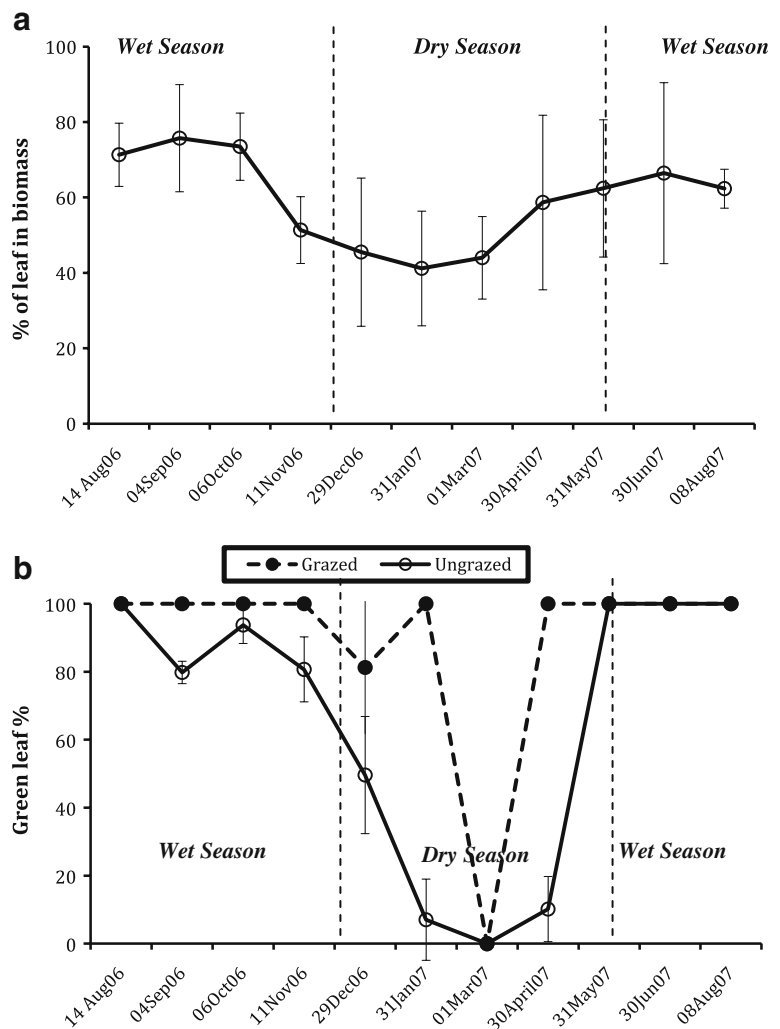 a
Wet Season Dry Season Wet Season
100
80
60
40
20
0
% of leaf in biomass
14 Aug06 04Sep06 06Oct06 11Nov06 29Dec06 31Jan07 01Mar07 30April07 31May07 30Jun07 08Aug07
b
Grazed Ungrazed
100
80
60
40
20
0
Green leaf %
Wet Season Dry Season Wet Season
14 Aug06 04Sep06 06Oct06 11Nov06 29Dec06 31Jan07 01Mar07 30April07 31May07 30Jun07 08Aug07